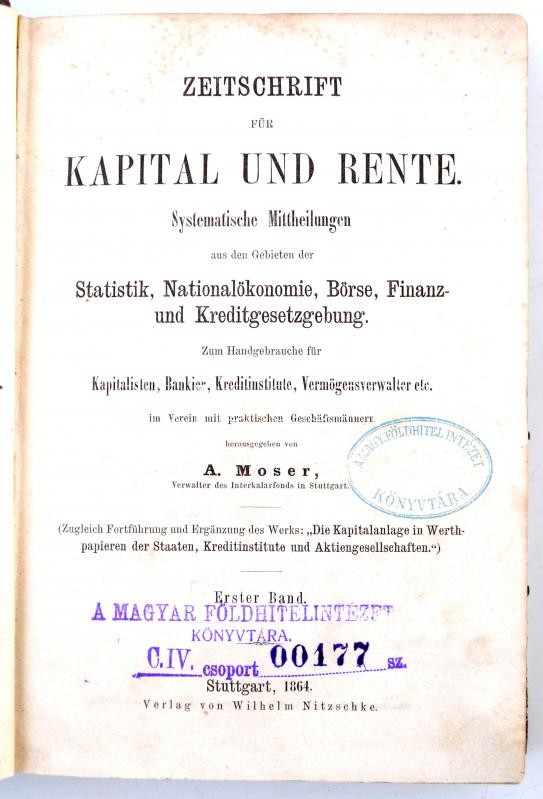 ZEITSCHRIFT
FÜR
KAPITAL UND RENTE.
Systematische Mittheilungen
aus den Gebieten der
Statistik, Nationalökonomie, Börse, Finanz-
und Kreditgesetzgebung.
Zum Handgebrauche für
Kapitalisten, Bankier, Kreditinstitute, Vermögensverwalter etc.
im Verein mit praktischen Geschäftsmännern
herausgegeben von
A. Moser,
Verwalter des Interkalarfonds in Stuttgart.
A MAGY. FÖLDHITEL INTÉZET
KÖNYVTÁRA
(Zugleich Fortführung und Ergänzung des Werks: „Die Kapitalanlage in Werth-
papieren der Staaten, Kreditinstitute und Aktiengesellschaften.“)
Erster Band.
A MAGYAR FÖLDHITELINTÉZET
KÖNYVTÁRA.
C.IV. csoport 00177 sz.
Stuttgart, 1864.
Verlag von Wilhelm Nitzschke.